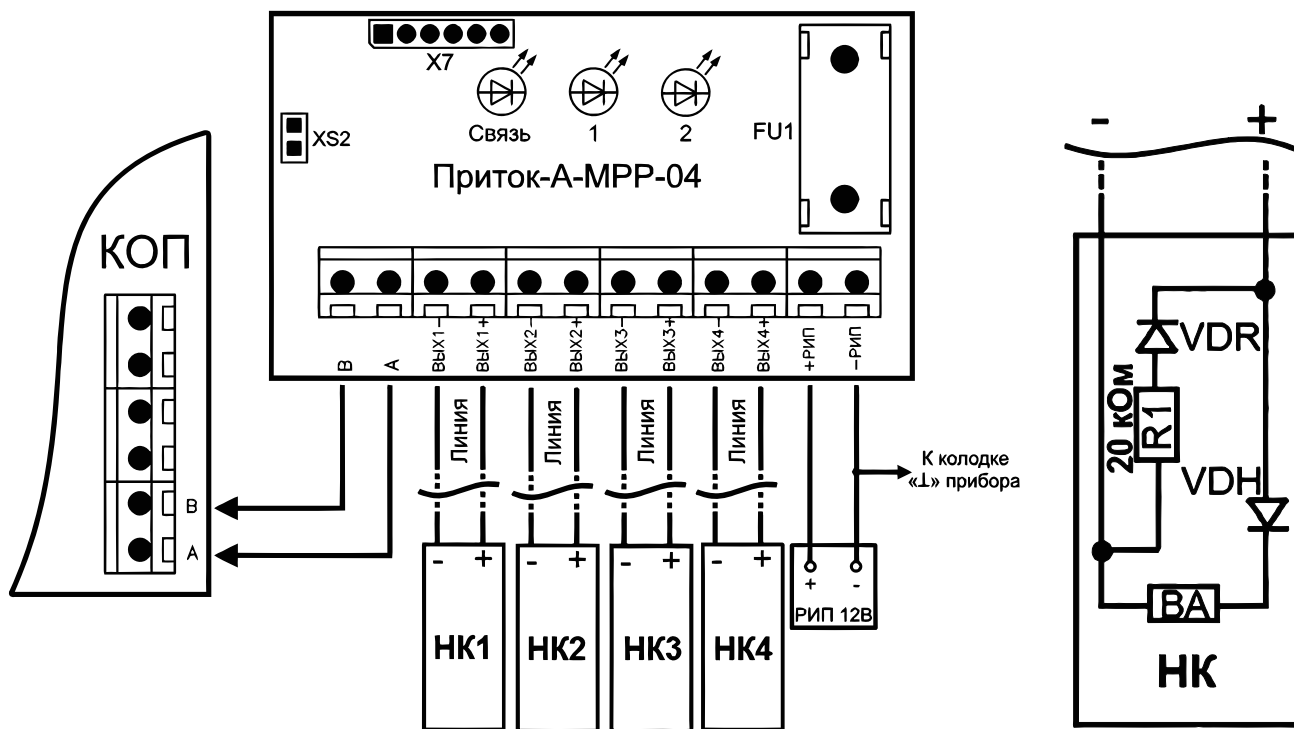 X7
Связь
1
2
XS2
FU1
Приток-А-МРР-04
КОП
B
A
B
A
ВЫХ1-
ВЫХ1+
ВЫХ2-
ВЫХ2+
ВЫХ3-
ВЫХ3+
ВЫХ4-
ВЫХ4+
+РИП
-РИП
Линия
Линия
Линия
Линия
К колодке
«⊥» прибора
- +
- +
- +
- +
+ -
РИП 12В
НК1
НК2
НК3
НК4
- +
VDR
20 кОм
R1
VDH
BA
НК